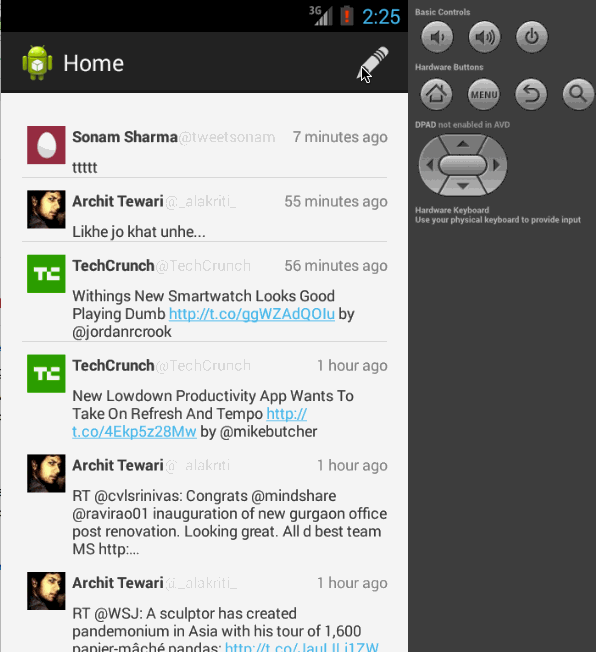 3G 2:25
Home
Sonam Sharma@tweetsonam 7 minutes ago
ttttt
Archit Tewari@_alakriti_ 55 minutes ago
Likhe jo khat unhe...
TC
TechCrunch@TechCrunch 56 minutes ago
Withings New Smartwatch Looks Good
Playing Dumb http://t.co/ggWZAdQOIu by
@jordanrcrook
TC
TechCrunch@TechCrunch 1 hour ago
New Lowdown Productivity App Wants To
Take On Refresh And Tempo http://
t.co/4Ekp5z28Mw by @mikebutcher
Archit Tewari@_alakriti_ 1 hour ago
RT @cvlsrinivas: Congrats @mindshare
@ravirao01 inauguration of new gurgaon office
post renovation. Looking great. All d best team
MS http:...
Archit Tewari@_alakriti_ 1 hour ago
RT @WSJ: A sculptor has created
pandemonium in Asia with his tour of 1,600
papier-mâché pandas:
Basic Controls
Hardware Buttons
MENU
DPAD not enabled in AVD
Hardware Keyboard
Use your physical keyboard to provide input